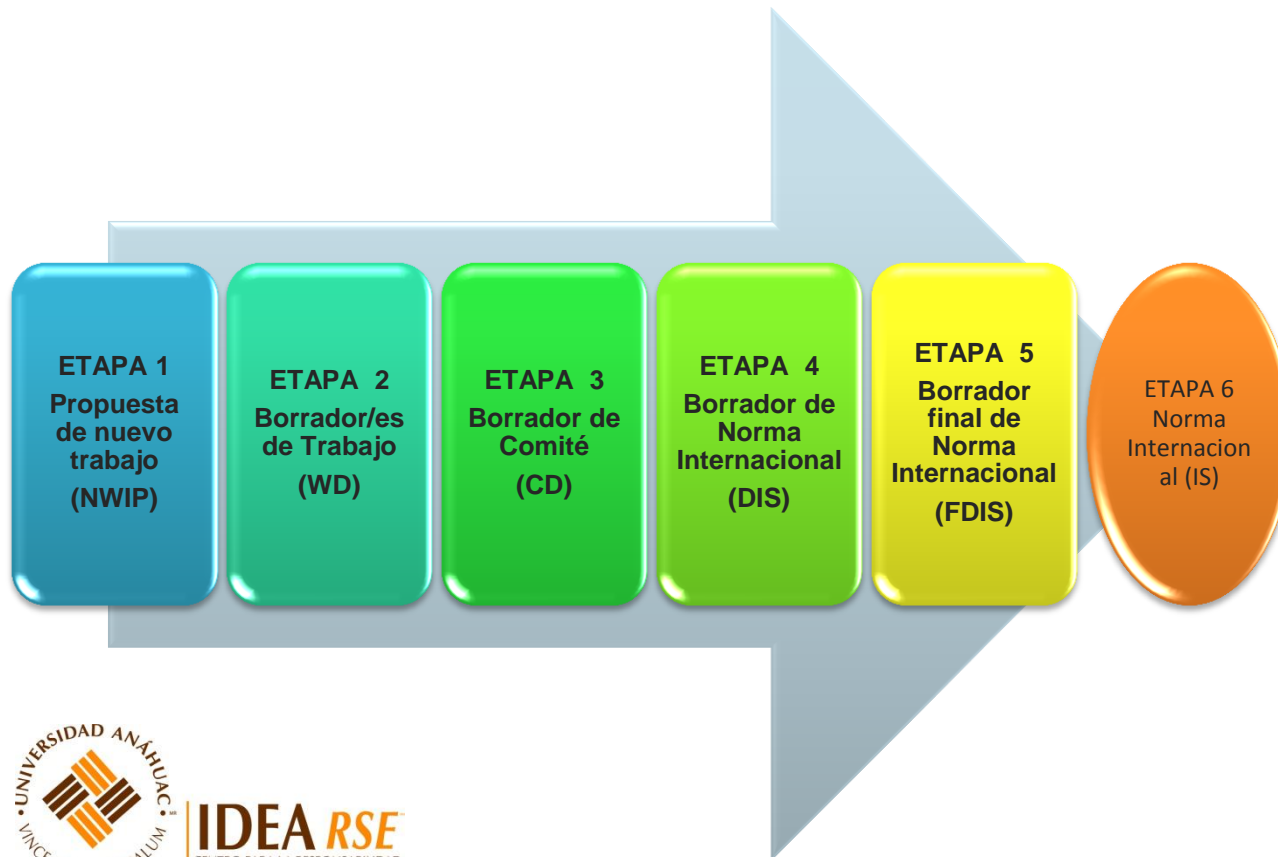 ETAPA 1
Propuesta
de nuevo
trabajo
(NWIP)
ETAPA 2
Borrador/es
de Trabajo
(WD)
ETAPA 3
Borrador de
Comité
(CD)
ETAPA 4
Borrador de
Norma
Internacional
(DIS)
ETAPA 5
Borrador
final de
Norma
Internacional
(FDIS)
ETAPA 6
Norma
Internacion
al (IS)
UNIVERSIDAD ANÁHUAC
IDEA RSE